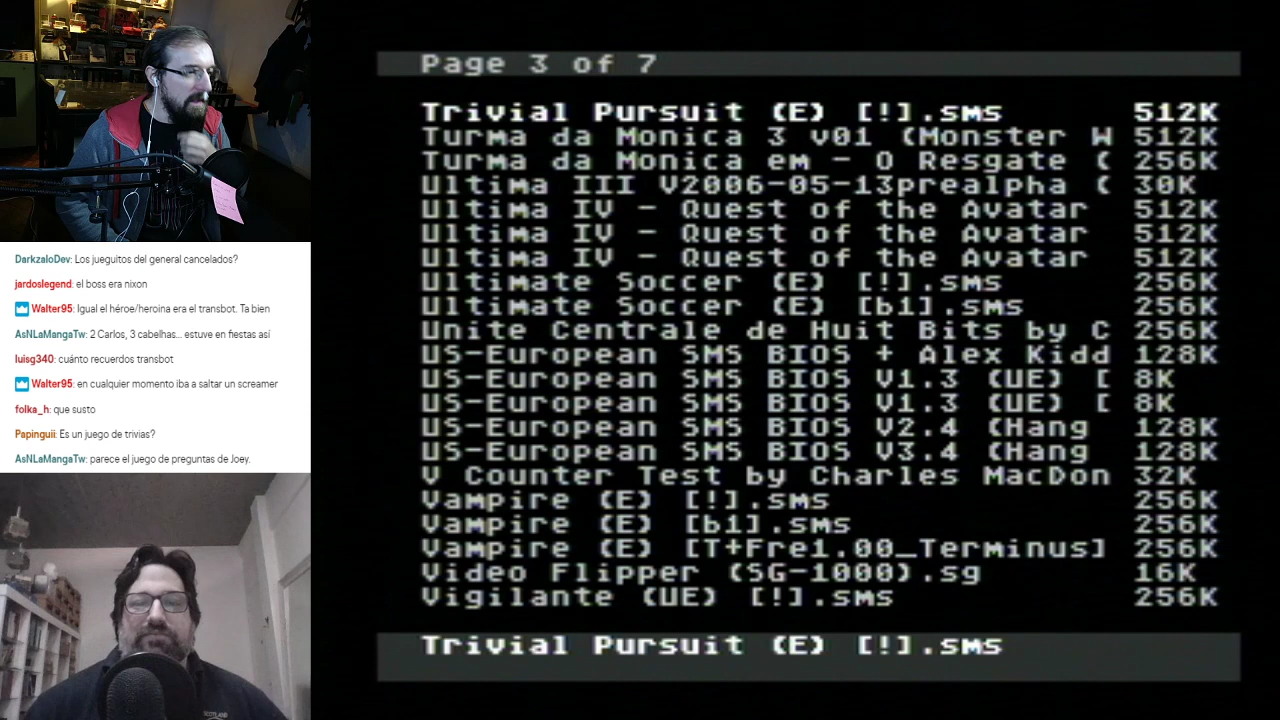 DarkzaloDev: Los jueguitos del general cancelados?
jardoslegend: el boss era nixon
Walter95: Igual el héroe/heroina era el transbot. Ta bien
AsNLaMangaTw: 2 Carlos, 3 cabelhas... estuve en fiestas así
luisg340: cuánto recuerdos transbot
Walter95: en cualquier momento iba a saltar un screamer
folka_h: que susto
Papinguii: Es un juego de trivias?
AsNLaMangaTw: parece el juego de preguntas de Joey.
Page 3 of 7
Trivial Pursuit (E) [!].sms 512K
Turma da Monica 3 v01 (Monster W 512K
Turma da Monica em - O Resgate ( 256K
Ultima III V2006-05-13prealpha ( 30K
Ultima IV - Quest of the Avatar 512K
Ultima IV - Quest of the Avatar 512K
Ultima IV - Quest of the Avatar 512K
Ultimate Soccer (E) [!].sms 256K
Ultimate Soccer (E) [b1].sms 256K
Unite Centrale de Huit Bits by C 256K
US-European SMS BIOS + Alex Kidd 128K
US-European SMS BIOS V1.3 (UE) [ 8K
US-European SMS BIOS V1.3 (UE) [ 8K
US-European SMS BIOS V2.4 (Hang 128K
US-European SMS BIOS V3.4 (Hang 128K
V Counter Test by Charles MacDon 32K
Vampire (E) [!].sms 256K
Vampire (E) [b1].sms 256K
Vampire (E) [T+Fre1.00_Terminus] 256K
Video Flipper (SG-1000).sg 16K
Vigilante (UE) [!].sms 256K
Trivial Pursuit (E) [!].sms